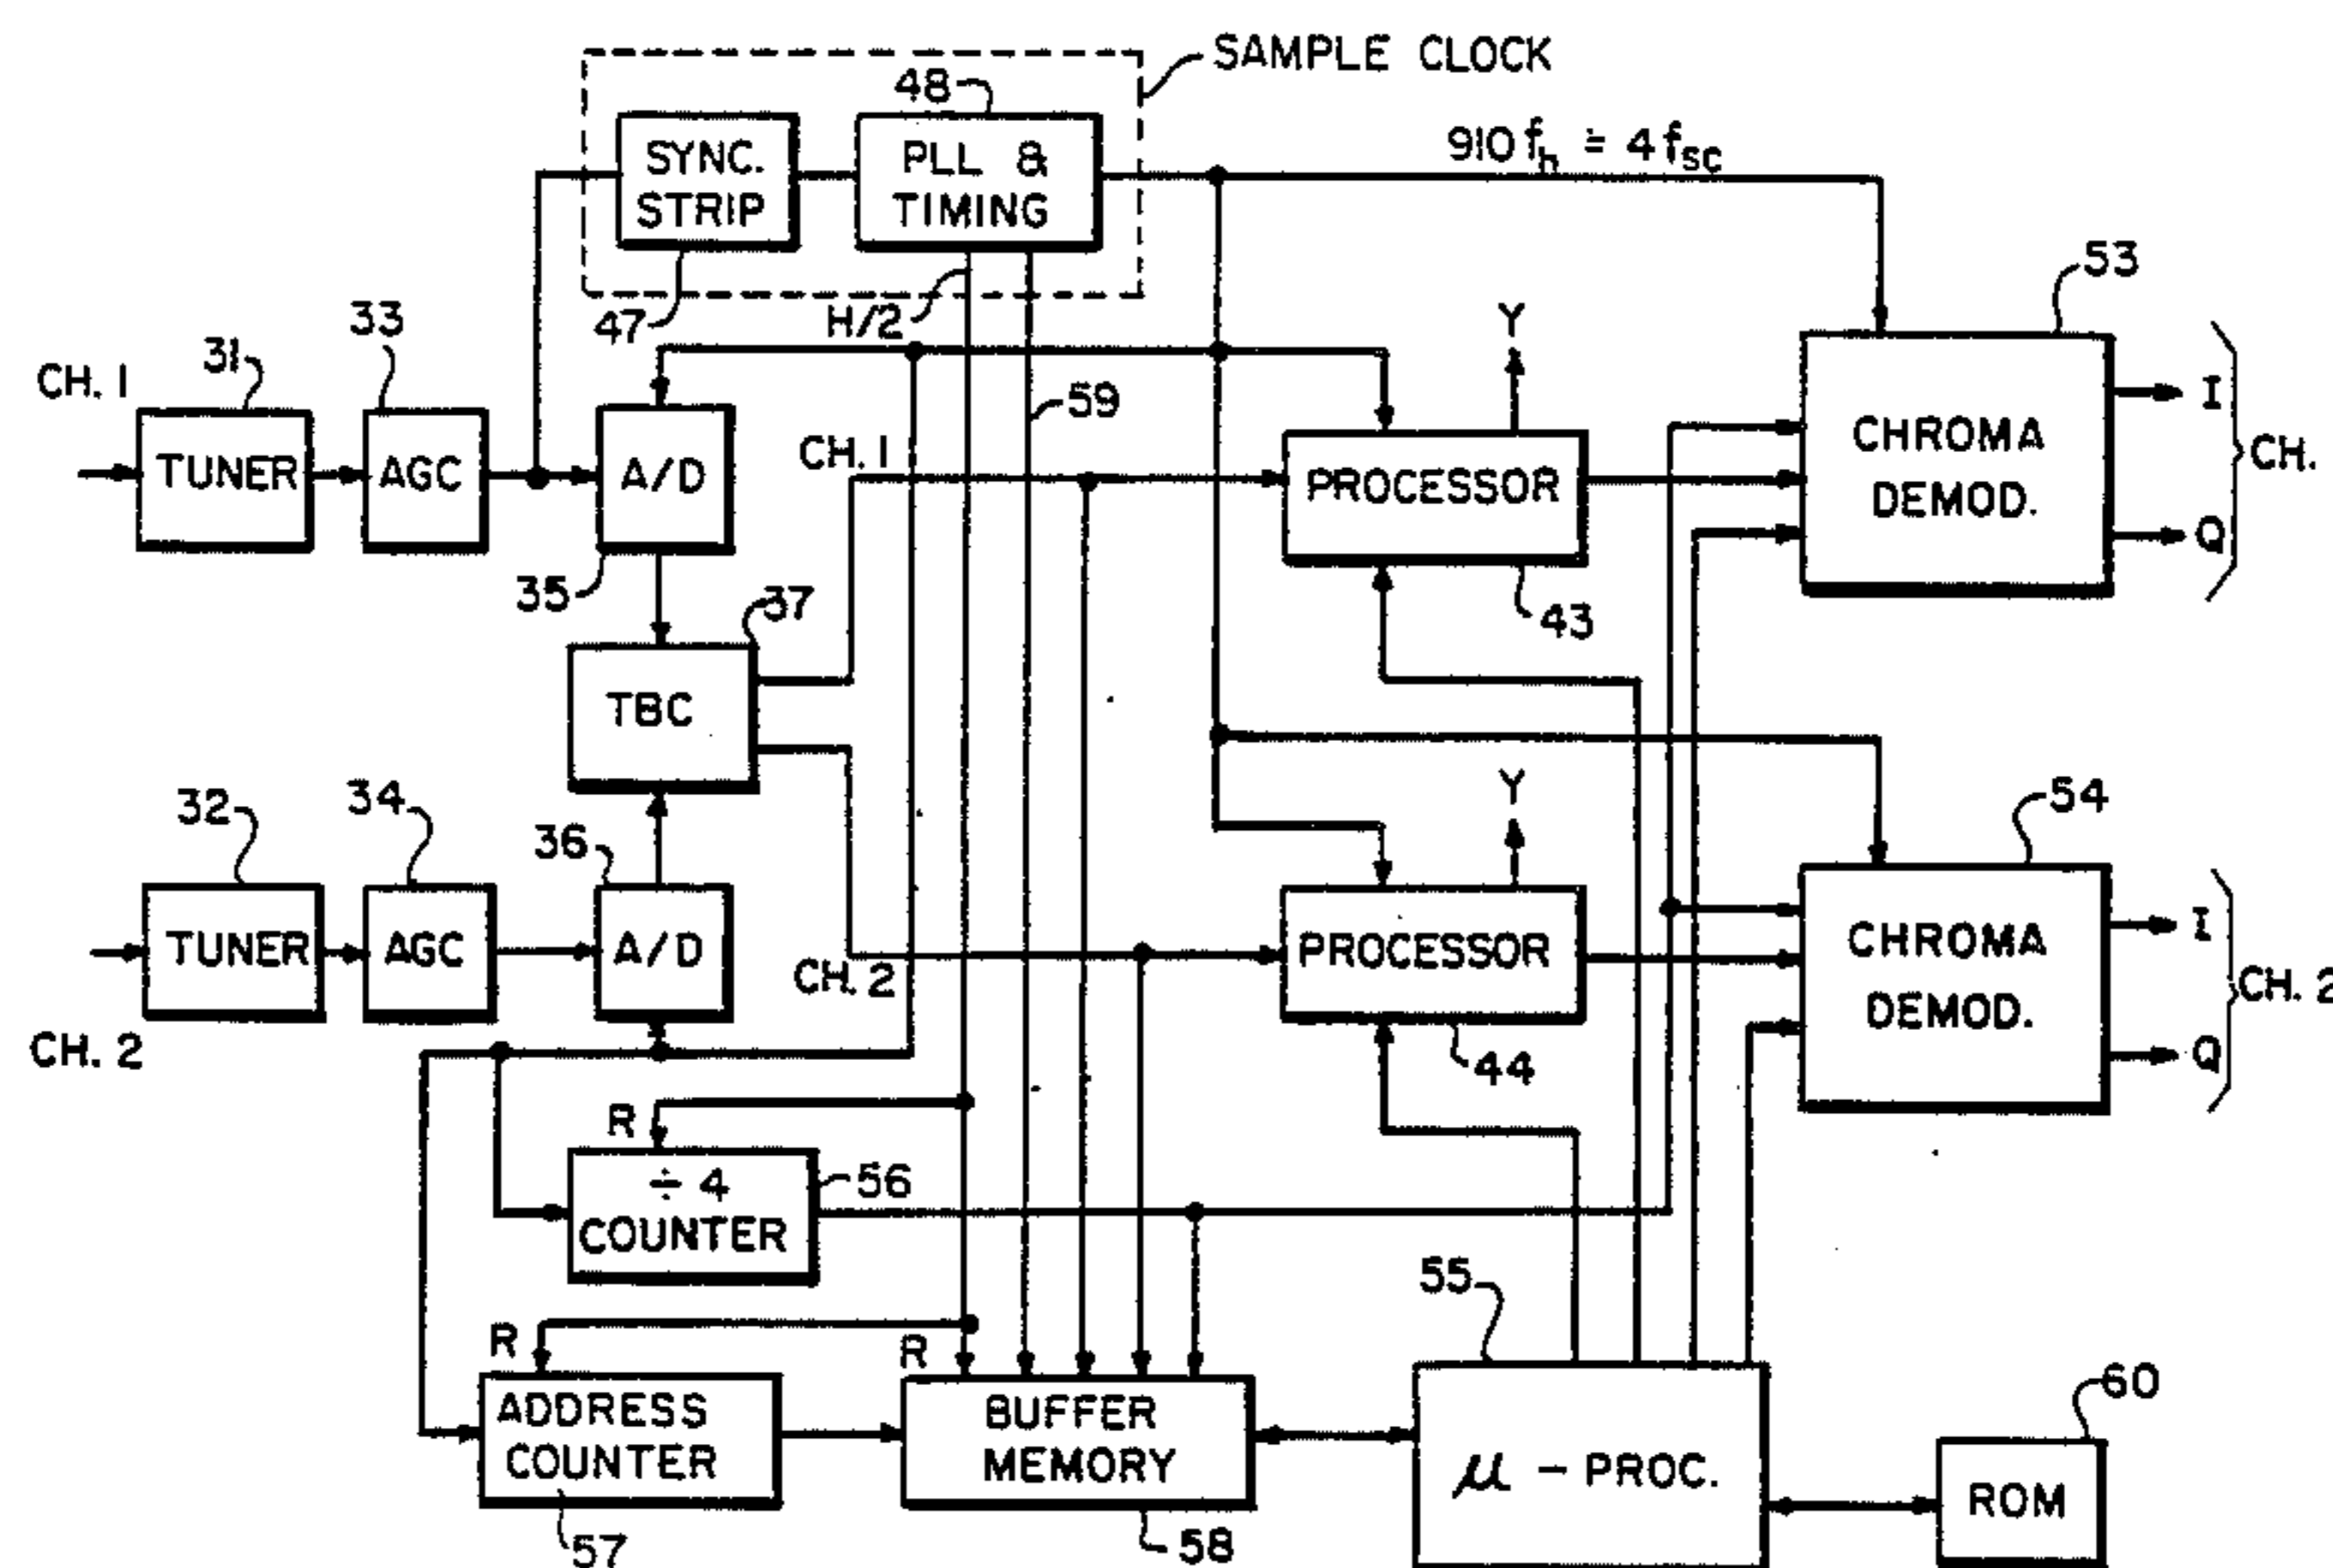 SAMPLE CLOCK
48
SYNC.
STRIP
PLL &
TIMING
910 fh = 4 fsc
53
47
H/2
33
31
CH. 1
Y
59
TUNER
AGC
A/D
CH. 1
PROCESSOR
CHROMA
DEMOD.
I
CH.
Q
35
37
43
TBC
32
34
36
Y
54
TUNER
AGC
A/D
CH. 2
PROCESSOR
CHROMA
DEMOD.
I
CH. 2
Q
CH. 2
44
R
÷ 4
COUNTER
56
55
R
R
ADDRESS
COUNTER
BUFFER
MEMORY
μ - PROC.
60
ROM
57
58